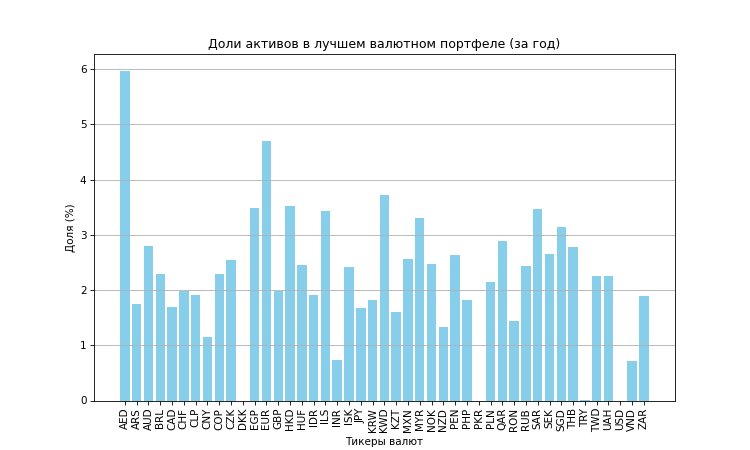 Доли активов в лучшем валютном портфеле (за год)
Доля (%)
6
5
4
3
2
1
0
AED ARS AUD BRL CAD CHF CLP CNY COP CZK DKK EGP EUR GBP HKD HUF IDR ILS INR ISK JPY KRW KWD KZT MXN MYR NOK NZD PEN PHP PKR PLN QAR RON RUB SAR SEK SGD THB TRY TWD UAH USD VND ZAR
Тикеры валют